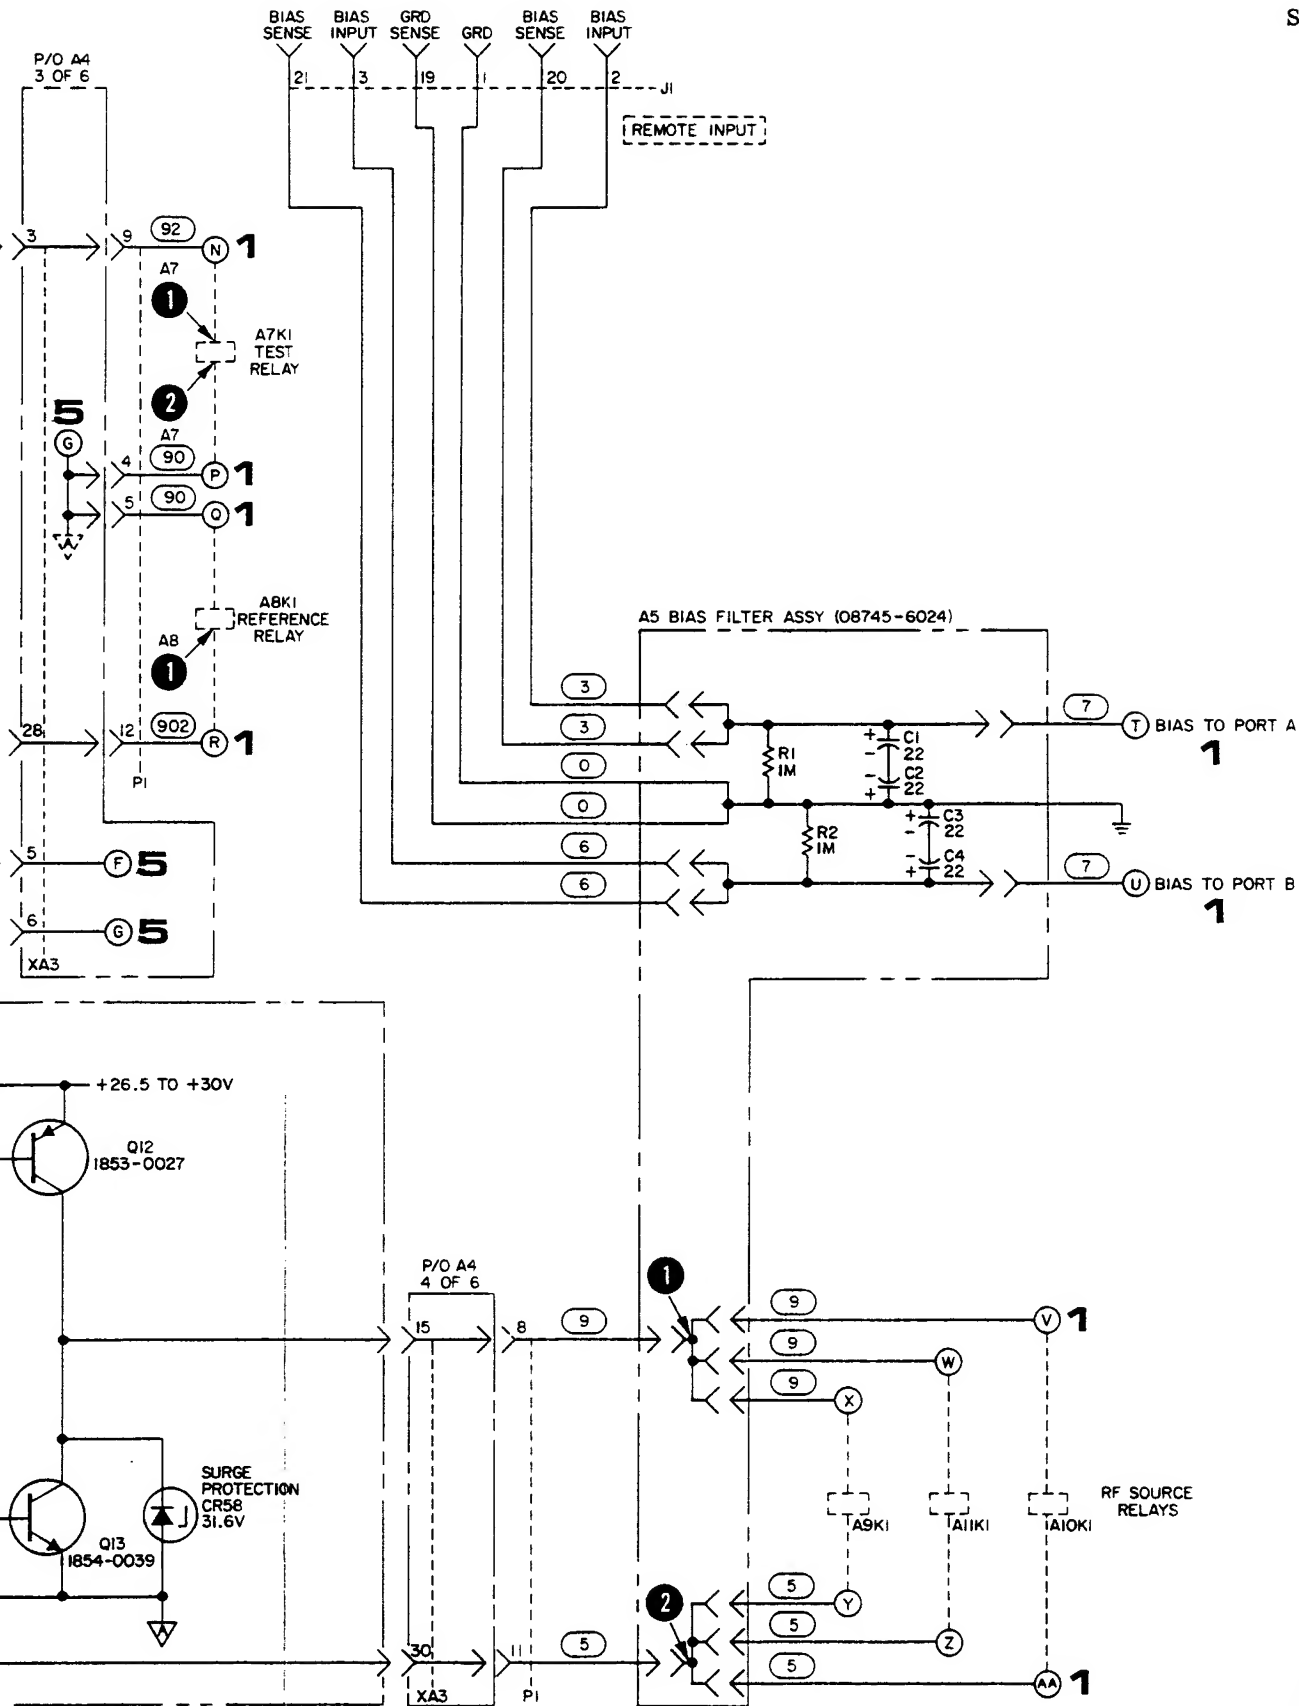 S
BIAS SENSE
BIAS INPUT
GRD SENSE
GRD
BIAS SENSE
BIAS INPUT
21
3
19
1
20
2
J1
REMOTE INPUT
P/O A4
3 OF 6
3
9
92
N
1
A7
1
A7K1
TEST
RELAY
2
A7
5
G
4
90
P
1
5
90
Q
1
A
A8K1
REFERENCE
RELAY
A8
1
28
12
902
R
1
P1
5
F
5
6
G
5
XA3
A5 BIAS FILTER ASSY (08745-6024)
3
3
0
0
6
6
R1
1M
+ C1
- 22
- C2
+ 22
R2
1M
+ C3
- 22
- C4
+ 22
7
T
BIAS TO PORT A
1
7
U
BIAS TO PORT B
1
+26.5 TO +30V
Q12
1853-0027
SURGE
PROTECTION
CR58
31.6V
Q13
1854-0039
A
P/O A4
4 OF 6
15
8
9
1
9
V
1
9
W
9
X
A9K1
A11K1
A10K1
RF SOURCE
RELAYS
30
11
5
2
5
Y
5
Z
5
AA
1
XA3
P1